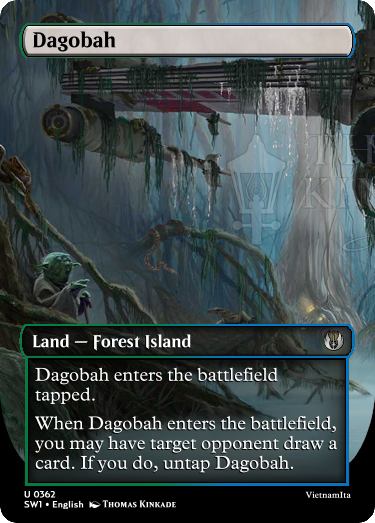 Dagobah
Land — Forest Island
Dagobah enters the battlefield
tapped.
When Dagobah enters the battlefield,
you may have target opponent draw a
card. If you do, untap Dagobah.
U 0362
SW1 • English Thomas Kinkade
VietnamIta